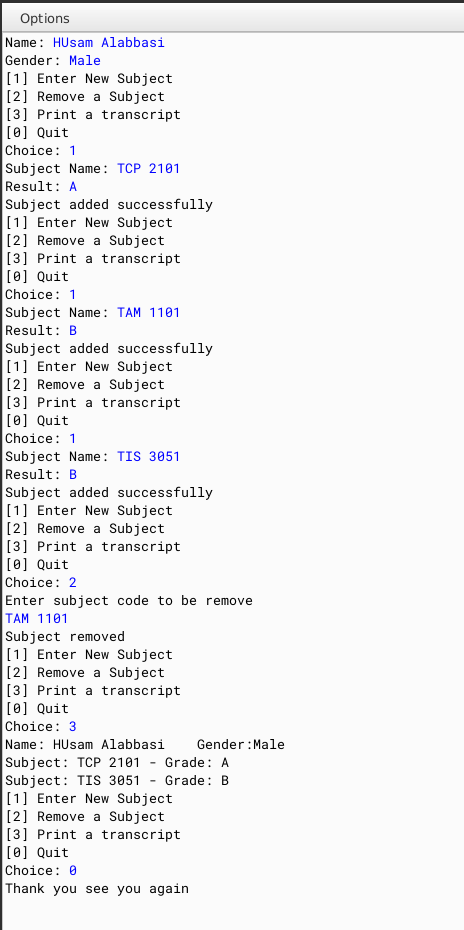 Options
Name: HUsam Alabbasi
Gender: Male
[1] Enter New Subject
[2] Remove a Subject
[3] Print a transcript
[0] Quit
Choice: 1
Subject Name: TCP 2101
Result: A
Subject added successfully
[1] Enter New Subject
[2] Remove a Subject
[3] Print a transcript
[0] Quit
Choice: 1
Subject Name: TAM 1101
Result: B
Subject added successfully
[1] Enter New Subject
[2] Remove a Subject
[3] Print a transcript
[0] Quit
Choice: 1
Subject Name: TIS 3051
Result: B
Subject added successfully
[1] Enter New Subject
[2] Remove a Subject
[3] Print a transcript
[0] Quit
Choice: 2
Enter subject code to be remove
TAM 1101
Subject removed
[1] Enter New Subject
[2] Remove a Subject
[3] Print a transcript
[0] Quit
Choice: 3
Name: HUsam Alabbasi    Gender:Male
Subject: TCP 2101 - Grade: A
Subject: TIS 3051 - Grade: B
[1] Enter New Subject
[2] Remove a Subject
[3] Print a transcript
[0] Quit
Choice: 0
Thank you see you again